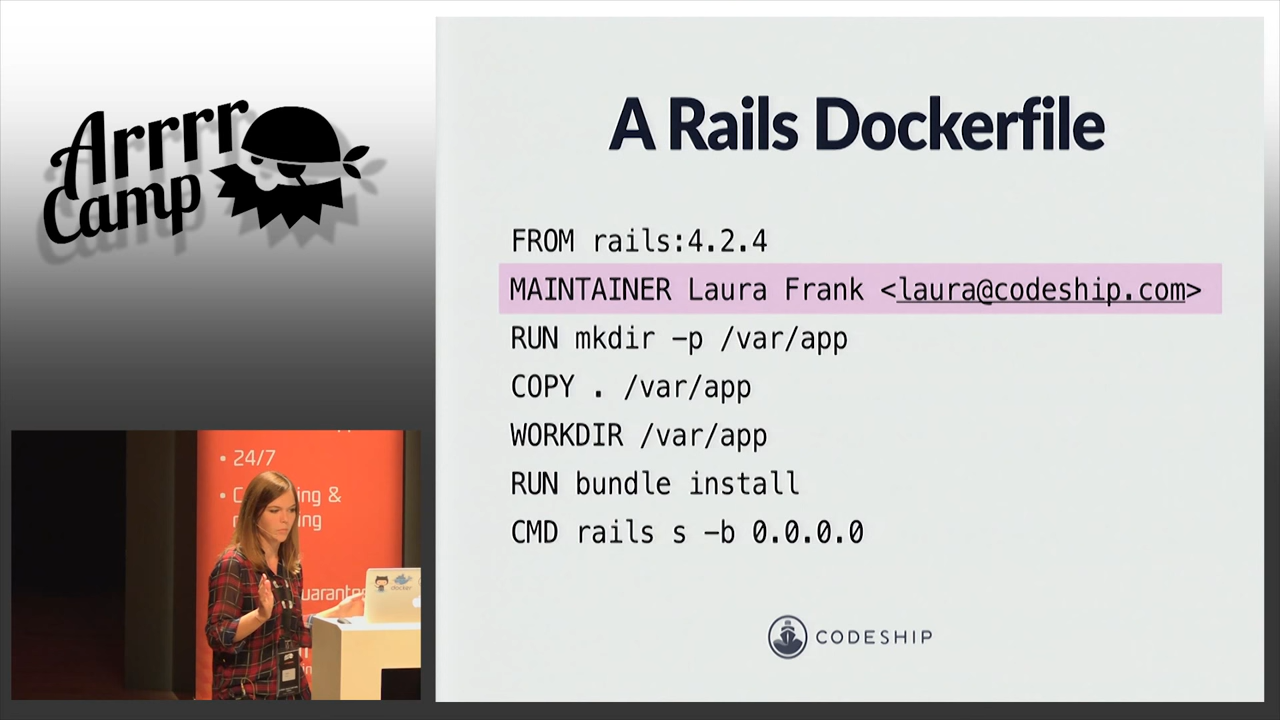 Arrrr
Camp
A Rails Dockerfile
FROM rails:4.2.4
MAINTAINER Laura Frank <laura@codeship.com>
RUN mkdir -p /var/app
COPY . /var/app
WORKDIR /var/app
RUN bundle install
CMD rails s -b 0.0.0.0
CODESHIP
• 24/7
&
docker